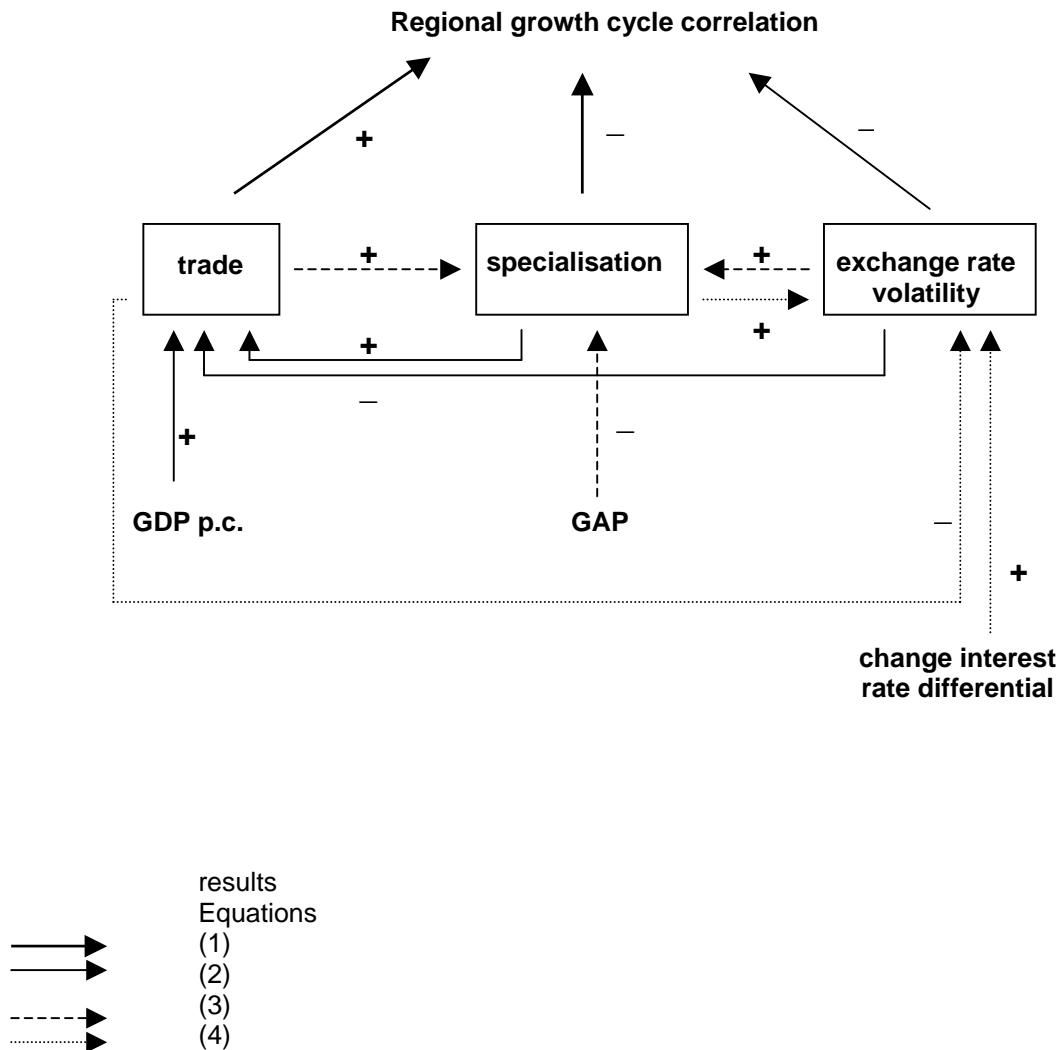 Regional growth cycle correlation
+
–
–
trade
+
specialisation
+
exchange rate
volatility
+
+
–
+
–
GDP p.c.
GAP
–
+
change interest
rate differential
results
Equations
(1)
(2)
(3)
(4)